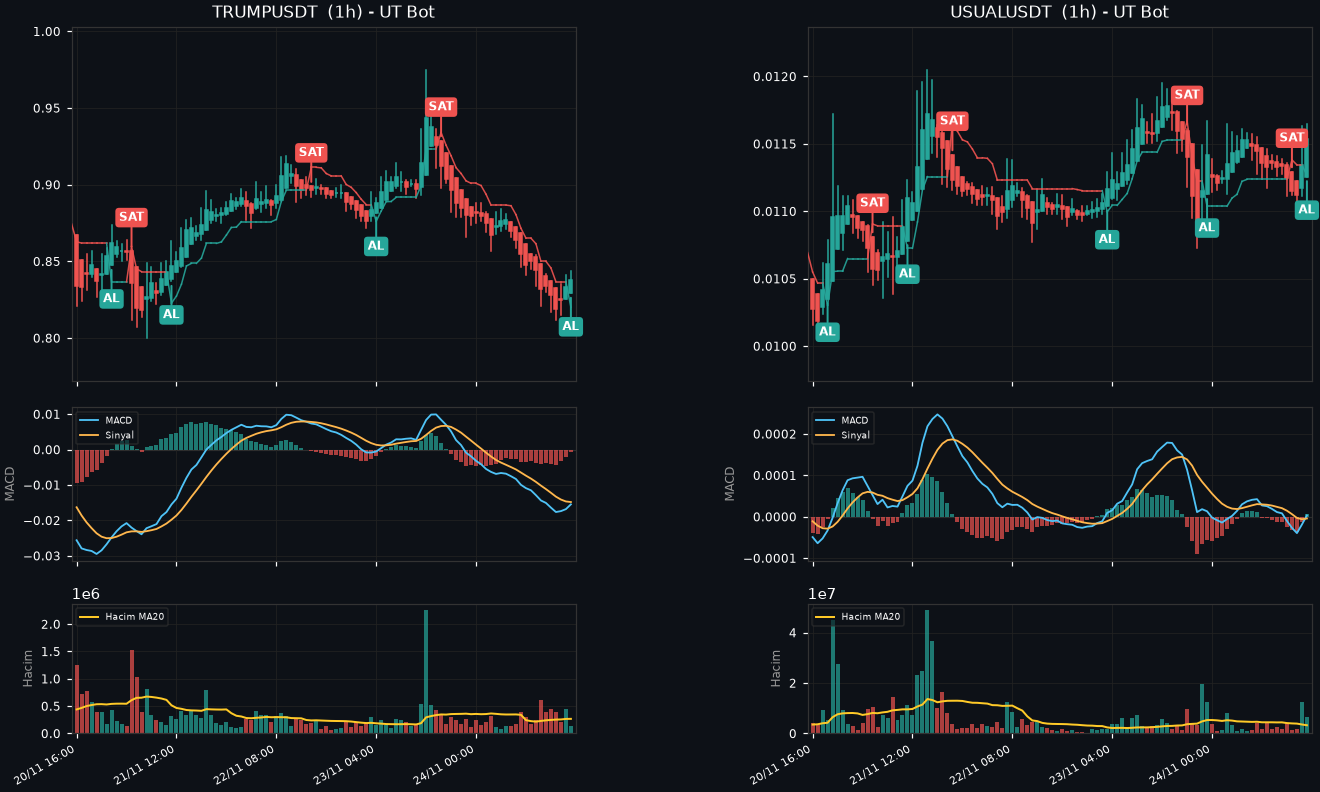 TRUMPUSDT (1h) - UT Bot
1.00
0.95
0.90
0.85
0.80
SAT
SAT
SAT
AL
AL
AL
AL
MACD
0.01
0.00
−0.01
−0.02
−0.03
MACD
Sinyal
1e6
Hacim
2.0
1.5
1.0
0.5
0.0
Hacim MA20
20/11 16:00
21/11 12:00
22/11 08:00
23/11 04:00
24/11 00:00
USUALUSDT (1h) - UT Bot
0.0120
0.0115
0.0110
0.0105
0.0100
SAT
SAT
SAT
SAT
AL
AL
AL
AL
AL
MACD
0.0002
0.0001
0.0000
−0.0001
MACD
Sinyal
1e7
Hacim
4
2
0
Hacim MA20
20/11 16:00
21/11 12:00
22/11 08:00
23/11 04:00
24/11 00:00